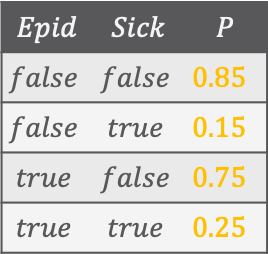 Epid Sick P
false false 0.85
false true 0.15
true false 0.75
true true 0.25